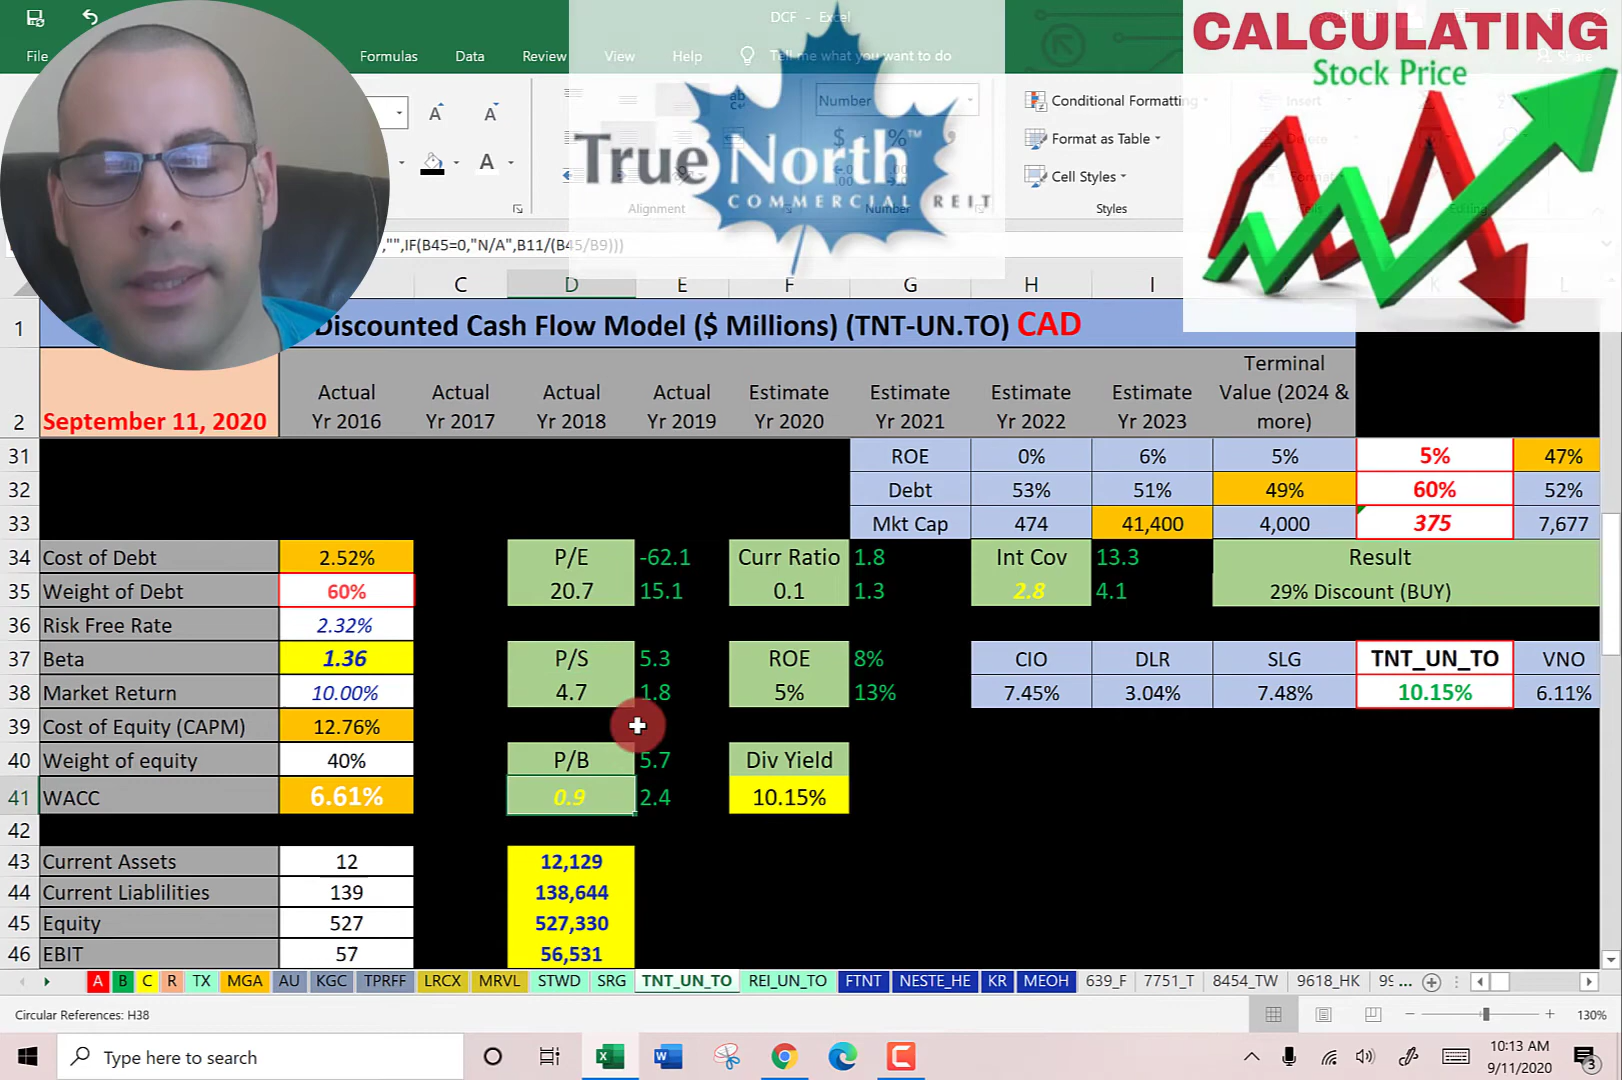 DCF - Excel
File Formulas Data Review View Help Tell me what you want to do Share
Number
Conditional Formatting
Format as Table
Cell Styles
Insert
Delete
Format
Alignment Number Styles Cells Editing
True North™
COMMERCIAL REIT
CALCULATING
Stock Price
,"",IF(B45=0,"N/A",B11/(B45/B9)))
C D E F G H I K L
1 Discounted Cash Flow Model ($ Millions) (TNT-UN.TO) CAD
2 September 11, 2020 Actual Yr 2016 Actual Yr 2017 Actual Yr 2018 Actual Yr 2019 Estimate Yr 2020 Estimate Yr 2021 Estimate Yr 2022 Estimate Yr 2023 Terminal Value (2024 & more)
31 ROE 0% 6% 5% 5% 47%
32 Debt 53% 51% 49% 60% 52%
33 Mkt Cap 474 41,400 4,000 375 7,677
34 Cost of Debt 2.52% P/E -62.1 Curr Ratio 1.8 Int Cov 13.3 Result
35 Weight of Debt 60% 20.7 15.1 0.1 1.3 2.8 4.1 29% Discount (BUY)
36 Risk Free Rate 2.32%
37 Beta 1.36 P/S 5.3 ROE 8% CIO DLR SLG TNT_UN_TO VNO
38 Market Return 10.00% 4.7 1.8 5% 13% 7.45% 3.04% 7.48% 10.15% 6.11%
39 Cost of Equity (CAPM) 12.76%
40 Weight of equity 40% P/B 5.7 Div Yield
41 WACC 6.61% 0.9 2.4 10.15%
42
43 Current Assets 12 12,129
44 Current Liablilities 139 138,644
45 Equity 527 527,330
46 EBIT 57 56,531
A B C R TX MGA AU KGC TPRFF LRCX MRVL STWD SRG TNT_UN_TO REI_UN_TO FTNT NESTE_HE KR MEOH 639_F 7751_T 8454_TW 9618_HK 99 ...
Circular References: H38 130%
Type here to search
10:13 AM
9/11/2020
3